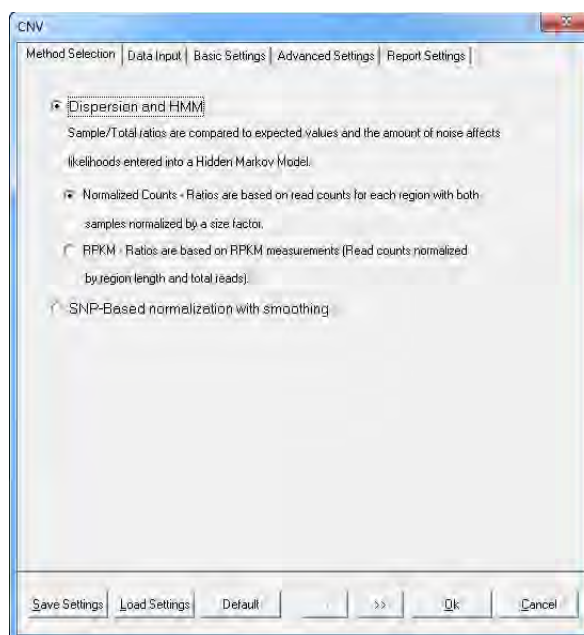 CNV
Method Selection Data Input Basic Settings Advanced Settings Report Settings
Dispersion and HMM
Sample/Total ratios are compared to expected values and the amount of noise affects
likelihoods entered into a Hidden Markov Model.
Normalized Counts - Ratios are based on read counts for each region with both
samples normalized by a size factor.
RPKM - Ratios are based on RPKM measurements (Read counts normalized
by region length and total reads).
SNP-Based normalization with smoothing
Save Settings Load Settings Default >> Ok Cancel